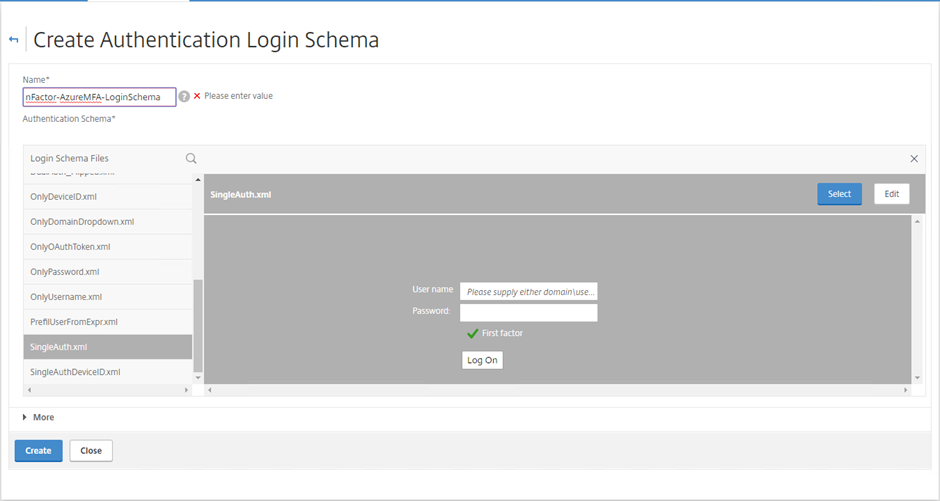 Create Authentication Login Schema
Name*
nFactor-AzureMFA-LoginSchema
? Please enter value
Authentication Schema*
Login Schema Files
OnlyDeviceID.xml
OnlyDomainDropdown.xml
OnlyOAuthToken.xml
OnlyPassword.xml
OnlyUsername.xml
PrefilUserFromExpr.xml
SingleAuth.xml
SingleAuthDeviceID.xml
SingleAuth.xml
Select
Edit
User name
Please supply either domain\use...
Password:
First factor
Log On
More
Create
Close